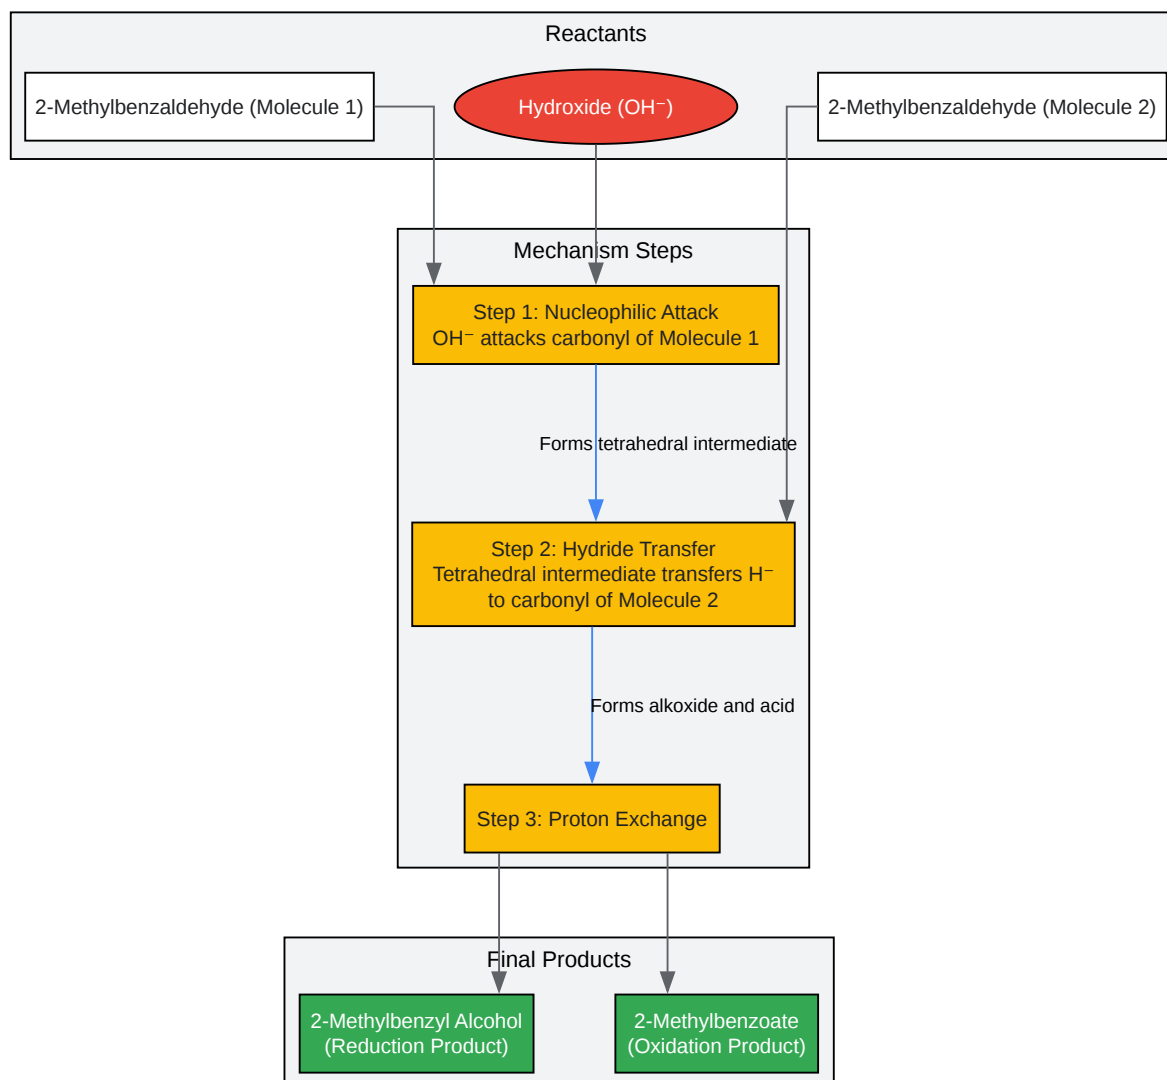 Reactants
2-Methylbenzaldehyde (Molecule 1)
Hydroxide (OH⁻)
2-Methylbenzaldehyde (Molecule 2)
Mechanism Steps
Step 1: Nucleophilic Attack
OH⁻ attacks carbonyl of Molecule 1
Forms tetrahedral intermediate
Step 2: Hydride Transfer
Tetrahedral intermediate transfers H⁻
to carbonyl of Molecule 2
Forms alkoxide and acid
Step 3: Proton Exchange
Final Products
2-Methylbenzyl Alcohol
(Reduction Product)
2-Methylbenzoate
(Oxidation Product)